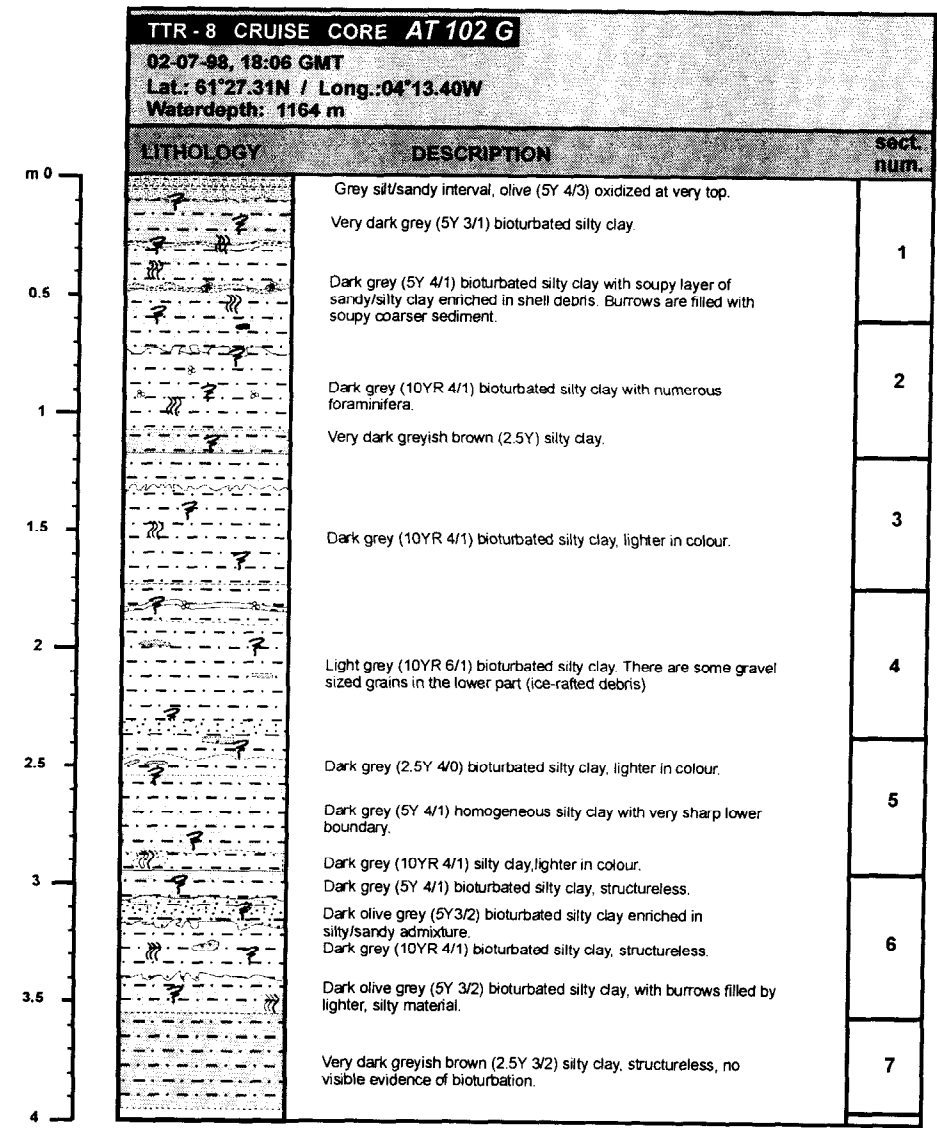 TTR - 8 CRUISE CORE AT 102 G
02-07-98, 18:06 GMT
Lat.: 61°27.31N / Long.:04°13.40W
Waterdepth: 1164 m
LITHOLOGY DESCRIPTION sect. num.
m 0
Grey silt/sandy interval, olive (5Y 4/3) oxidized at very top.
Very dark grey (5Y 3/1) bioturbated silty clay.
1
0.5
Dark grey (5Y 4/1) bioturbated silty clay with soupy layer of
sandy/silty clay enriched in shell debris. Burrows are filled with
soupy coarser sediment.
2
Dark grey (10YR 4/1) bioturbated silty clay with numerous
foraminifera.
1
Very dark greyish brown (2.5Y) silty clay.
3
1.5
Dark grey (10YR 4/1) bioturbated silty clay, lighter in colour.
2
4
Light grey (10YR 6/1) bioturbated silty clay. There are some gravel
sized grains in the lower part (ice-rafted debris)
2.5
Dark grey (2.5Y 4/0) bioturbated silty clay, lighter in colour.
5
Dark grey (5Y 4/1) homogeneous silty clay with very sharp lower
boundary.
Dark grey (10YR 4/1) silty clay,lighter in colour.
3
Dark grey (5Y 4/1) bioturbated silty clay, structureless.
Dark olive grey (5Y3/2) bioturbated silty clay enriched in
silty/sandy admixture.
Dark grey (10YR 4/1) bioturbated silty clay, structureless.
6
3.5
Dark olive grey (5Y 3/2) bioturbated silty clay, with burrows filled by
lighter, silty material.
Very dark greyish brown (2.5Y 3/2) silty clay, structureless, no
visible evidence of bioturbation.
7
4